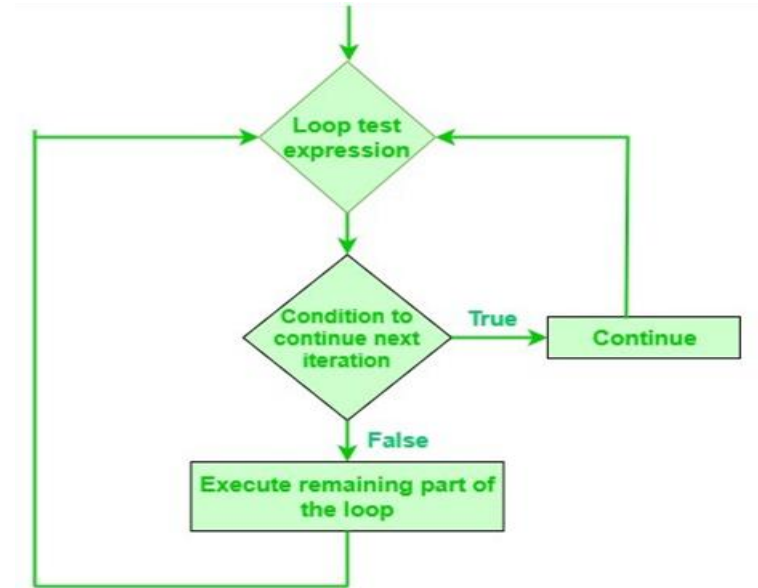 Loop test
expression
Condition to
continue next
iteration
True
Continue
False
Execute remaining part of
the loop